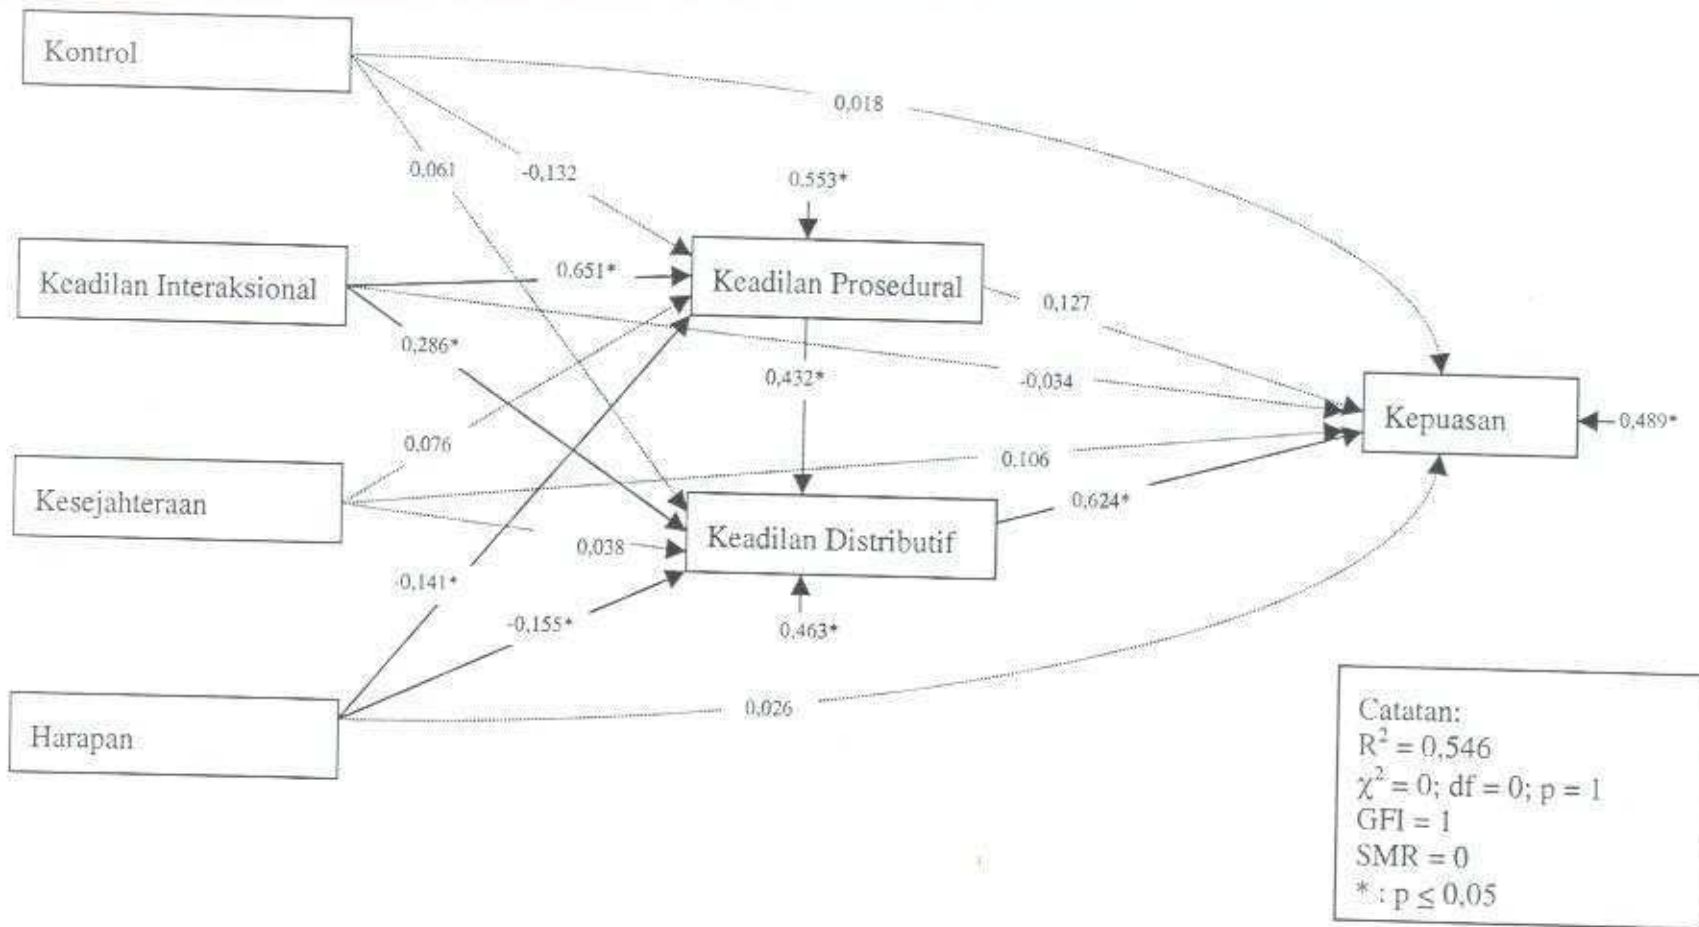 Kontrol
0,018
0,061
-0,132
0,553*
Keadilan Interaksional
0,651*
Keadilan Prosedural
0,127
0,286*
0,432*
-0,034
Kepuasan
0,489*
0,076
0,106
Kesejahteraan
0,624*
0,038
Keadilan Distributif
-0,141*
-0,155*
0,463*
Harapan
0,026
Catatan:
R² = 0,546
χ² = 0; df = 0; p = 1
GFI = 1
SMR = 0
* : p ≤ 0,05